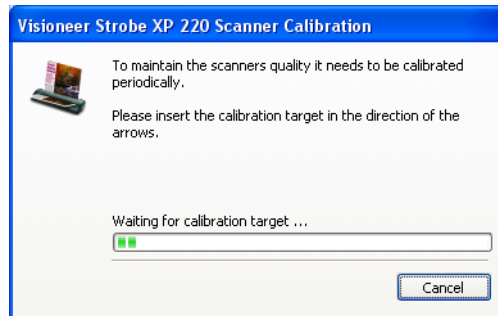 Visioneer Strobe XP 220 Scanner Calibration
To maintain the scanners quality it needs to be calibrated
periodically.
Please insert the calibration target in the direction of the
arrows.
Waiting for calibration target ...
Cancel